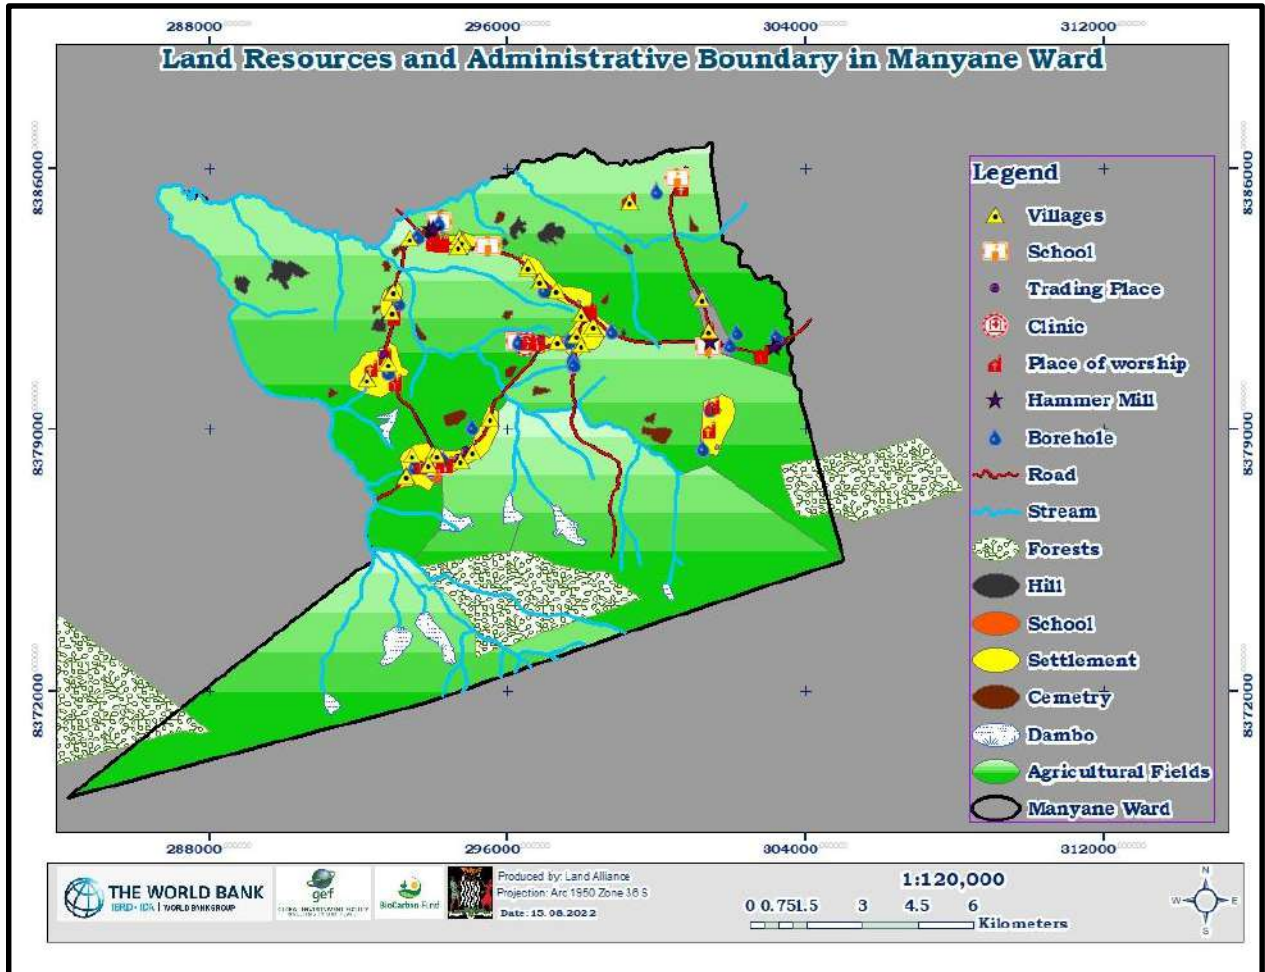 288000 296000 304000 312000
Land Resources and Administrative Boundary in Manyane Ward
8386000
8379000
8372000
8386000
8379000
8372000
Legend
Villages
School
Trading Place
Clinic
Place of worship
Hammer Mill
Borehole
Road
Stream
Forests
Hill
School
Settlement
Cemetry
Dambo
Agricultural Fields
Manyane Ward
288000 296000 304000 312000
THE WORLD BANK
IBRD • IDA | WORLD BANK GROUP
gef
BioCarbon Fund
Produced by: Land Alliance
Projection: Arc 1950 Zone 36 S
Date: 15.08.2022
1:120,000
0 0.751.5 3 4.5 6
Kilometers
N
W E
S